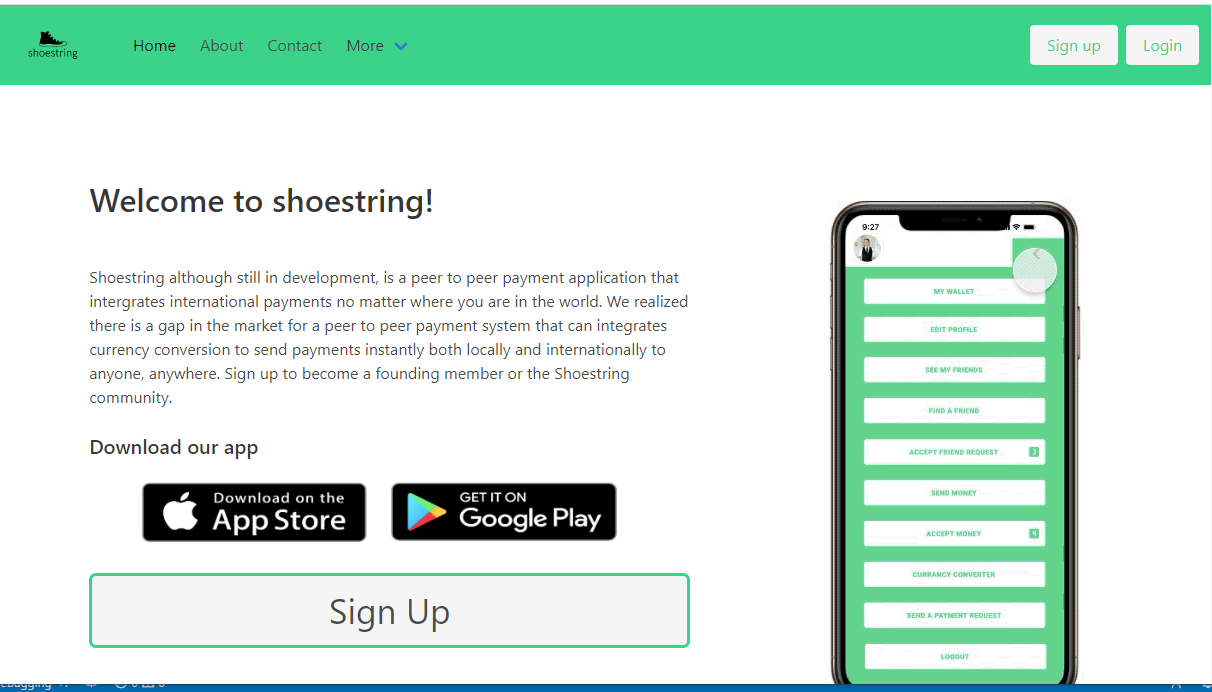 shoestring
Home About Contact More
Sign up Login
Welcome to shoestring!
Shoestring although still in development, is a peer to peer payment application that
intergrates international payments no matter where you are in the world. We realized
there is a gap in the market for a peer to peer payment system that can integrates
currency conversion to send payments instantly both locally and internationally to
anyone, anywhere. Sign up to become a founding member or the Shoestring
community.
Download our app
Download on the
App Store
GET IT ON
Google Play
Sign Up
9:27
MY WALLET
EDIT PROFILE
SEE MY FRIENDS
FIND A FRIEND
ACCEPT FRIEND REQUEST 3
SEND MONEY
ACCEPT MONEY 4
CURRANCY CONVERTER
SEND A PAYMENT REQUEST
LOGOUT